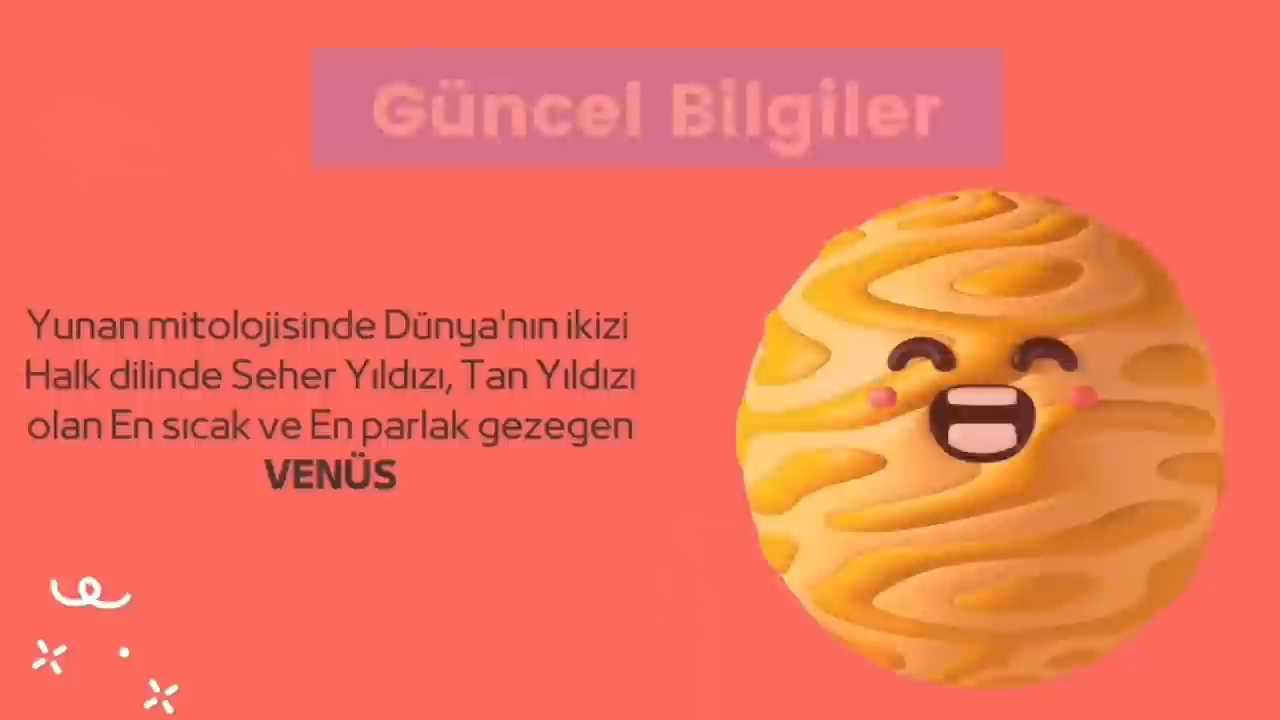 Güncel Bilgiler
Yunan mitolojisinde Dünya'nın ikizi
Halk dilinde Seher Yıldızı, Tan Yıldızı
olan En sıcak ve En parlak gezegen
VENÜS